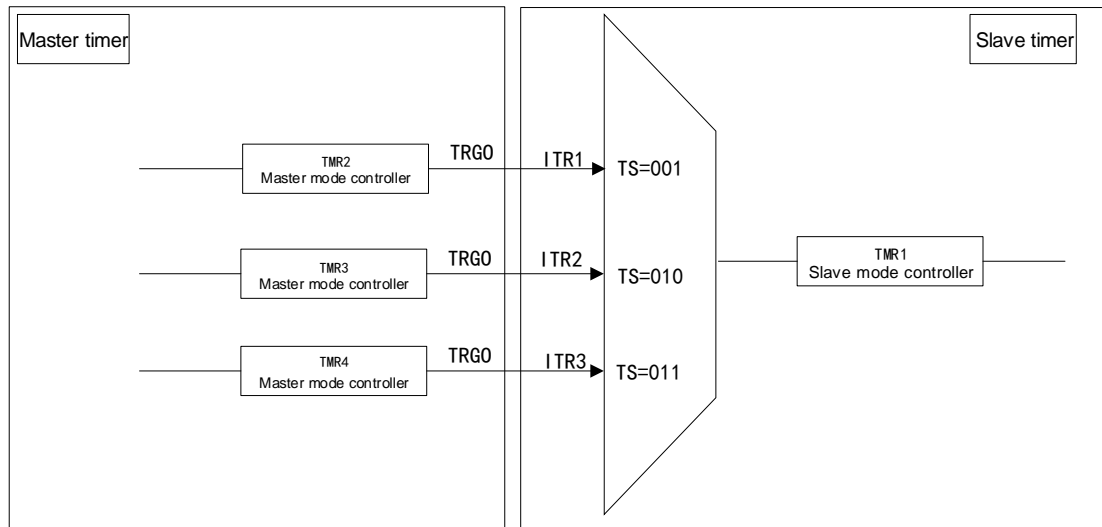 Master timer
Slave timer
TMR2
Master mode controller
TRGO
ITR1
TS=001
TMR1
Slave mode controller
TMR3
Master mode controller
TRGO
ITR2
TS=010
TMR4
Master mode controller
TRGO
ITR3
TS=011